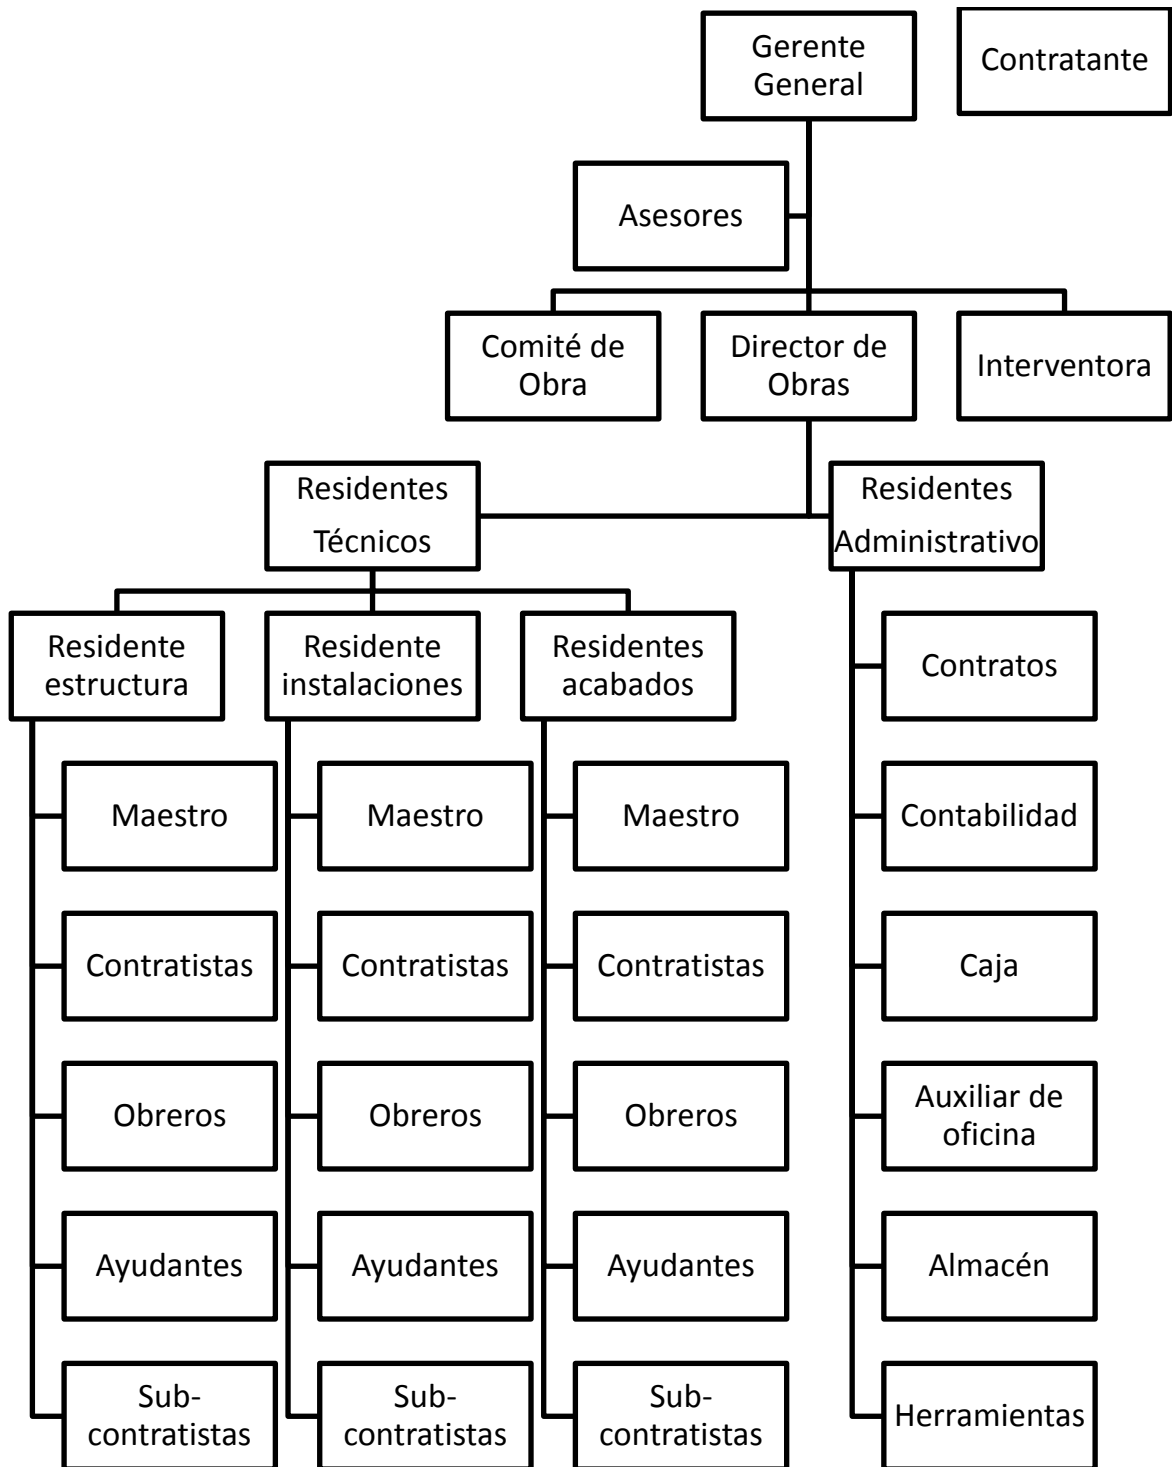 Gerente
General
Contratante
Asesores
Comité de
Obra
Director de
Obras
Interventora
Residentes
Técnicos
Residentes
Administrativo
Residente
estructura
Residente
instalaciones
Residentes
acabados
Contratos
Maestro
Maestro
Maestro
Contabilidad
Contratistas
Contratistas
Contratistas
Caja
Obreros
Obreros
Obreros
Auxiliar de
oficina
Ayudantes
Ayudantes
Ayudantes
Almacén
Sub-
contratistas
Sub-
contratistas
Sub-
contratistas
Herramientas